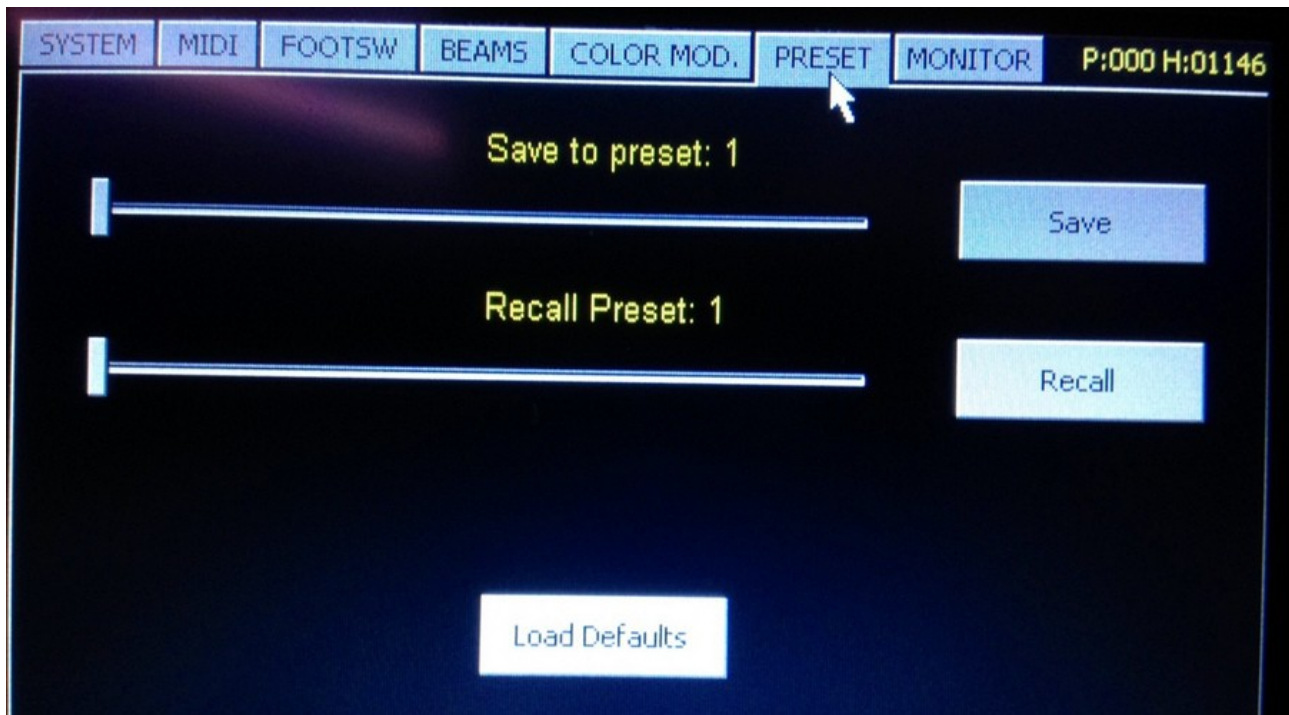 SYSTEM MIDI FOOTSW BEAMS COLOR MOD. PRESET MONITOR P:000 H:01146
Save to preset: 1
Save
Recall Preset: 1
Recall
Load Defaults